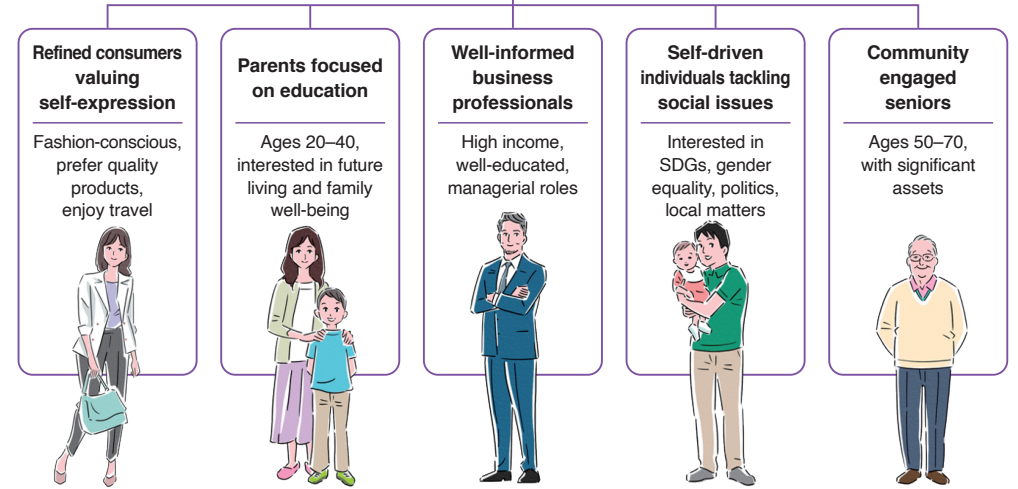 Refined consumers
valuing
self-expression
Fashion-conscious,
prefer quality
products,
enjoy travel
Parents focused
on education
Ages 20–40,
interested in future
living and family
well-being
Well-informed
business
professionals
High income,
well-educated,
managerial roles
Self-driven
individuals tackling
social issues
Interested in
SDGs, gender
equality, politics,
local matters
Community
engaged
seniors
Ages 50–70,
with significant
assets